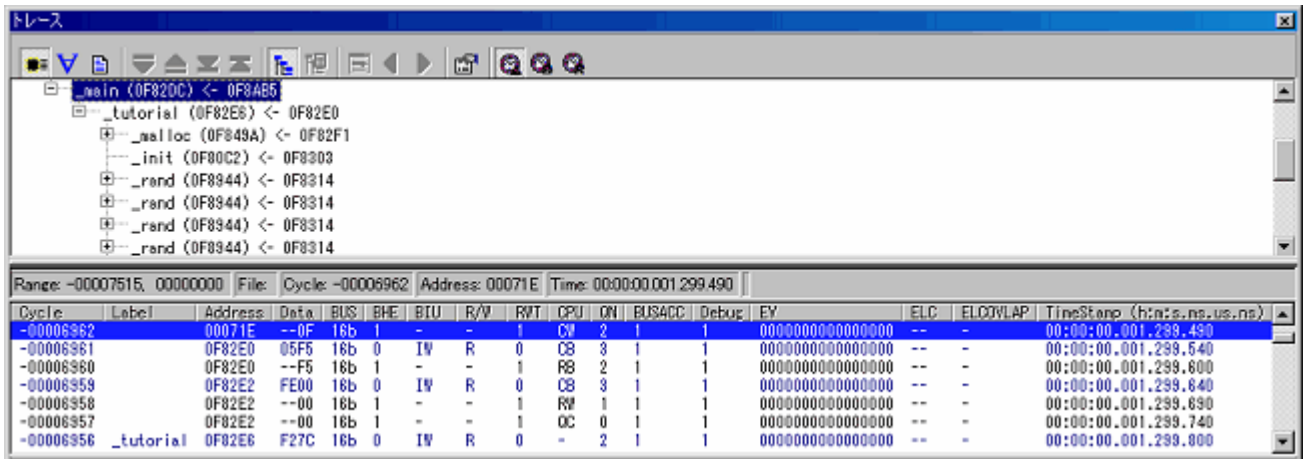 トレース
_main (0F82DC) <- 0F8AB5
_tutorial (0F82E6) <- 0F82E0
_malloc (0F849A) <- 0F82F1
_init (0F80C2) <- 0F8303
_rand (0F8944) <- 0F8314
_rand (0F8944) <- 0F8314
_rand (0F8944) <- 0F8314
_rand (0F8944) <- 0F8314
Range: -00007515, 00000000 File: Cycle: -00006962 Address: 00071E Time: 00:00:00.001.299.490
Cycle Label Address Data BUS BHE BIU R/W RWT CPU QN BUSACC Debug EV ELC ELCOVLAP TimeStamp (h:m:s.ms.us.ns)
-00006962 00071E --0F 16b 1 - - 1 CW 2 1 1 0000000000000000 -- - 00:00:00.001.299.490
-00006961 0F82E0 05F5 16b 0 IW R 0 CB 3 1 1 0000000000000000 -- - 00:00:00.001.299.540
-00006960 0F82E0 --F5 16b 1 - - 1 RB 2 1 1 0000000000000000 -- - 00:00:00.001.299.600
-00006959 0F82E2 FE00 16b 0 IW R 0 CB 3 1 1 0000000000000000 -- - 00:00:00.001.299.640
-00006958 0F82E2 --00 16b 1 - - 1 RW 1 1 1 0000000000000000 -- - 00:00:00.001.299.690
-00006957 0F82E2 --00 16b 1 - - 1 OC 0 1 1 0000000000000000 -- - 00:00:00.001.299.740
-00006956 _tutorial 0F82E6 F27C 16b 0 IW R 0 - 2 1 1 0000000000000000 -- - 00:00:00.001.299.800